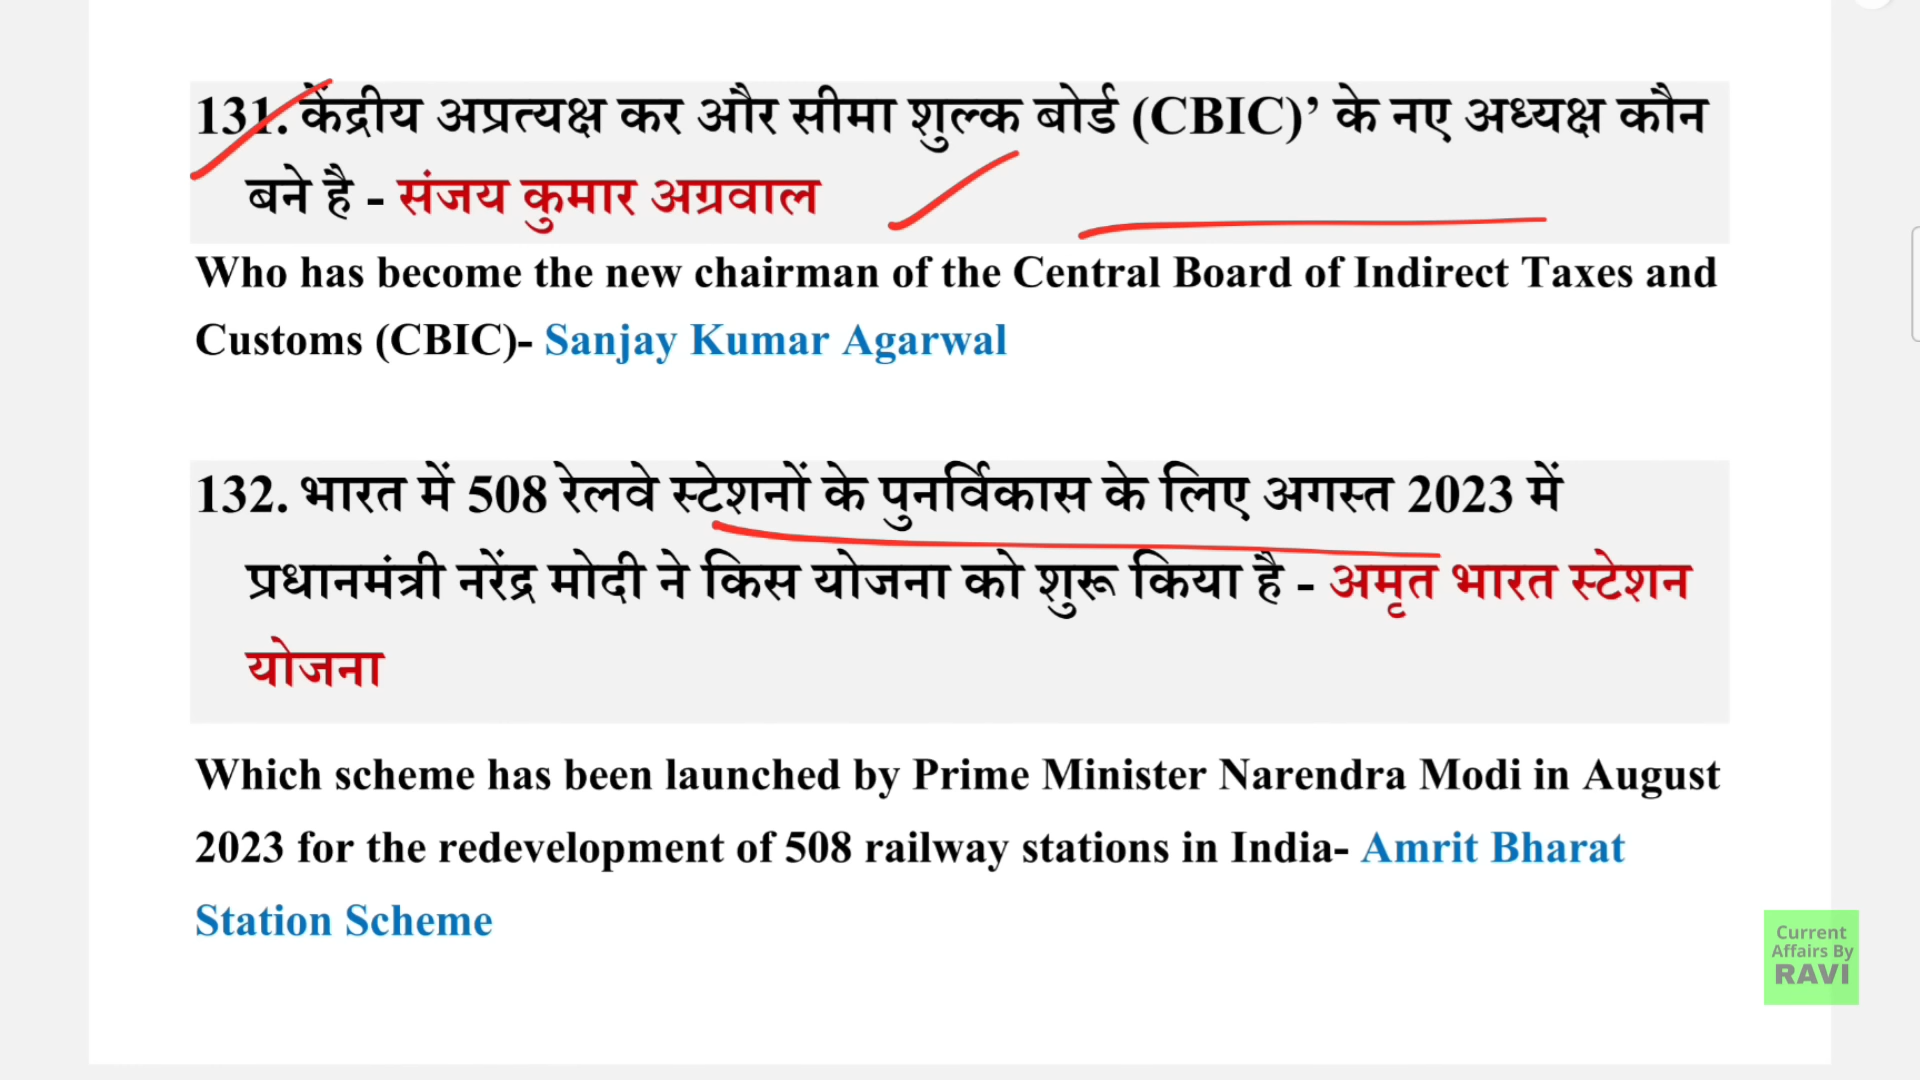 131. केंद्रीय अप्रत्यक्ष कर और सीमा शुल्क बोर्ड (CBIC)’ के नए अध्यक्ष कौन
बने है - संजय कुमार अग्रवाल
Who has become the new chairman of the Central Board of Indirect Taxes and
Customs (CBIC)- Sanjay Kumar Agarwal
132. भारत में 508 रेलवे स्टेशनों के पुनर्विकास के लिए अगस्त 2023 में
प्रधानमंत्री नरेंद्र मोदी ने किस योजना को शुरू किया है - अमृत भारत स्टेशन
योजना
Which scheme has been launched by Prime Minister Narendra Modi in August
2023 for the redevelopment of 508 railway stations in India- Amrit Bharat
Station Scheme
Current
Affairs By
RAVI